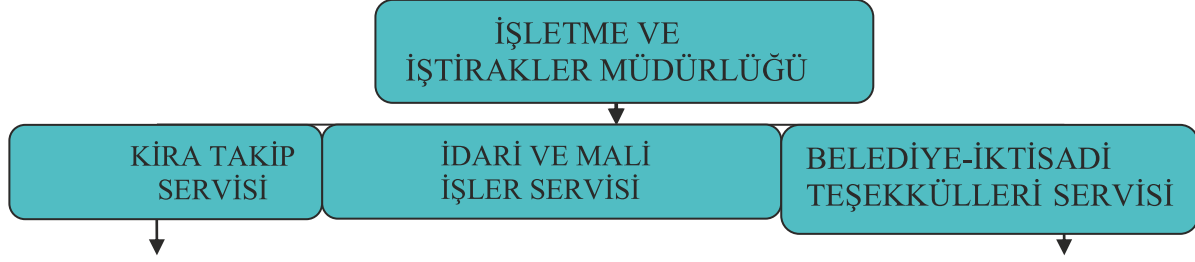 İŞLETME VE
İŞTİRAKLER MÜDÜRLÜĞÜ
KİRA TAKİP
SERVİSİ
İDARİ VE MALİ
İŞLER SERVİSİ
BELEDİYE-İKTİSADİ
TEŞEKKÜLLERİ SERVİSİ